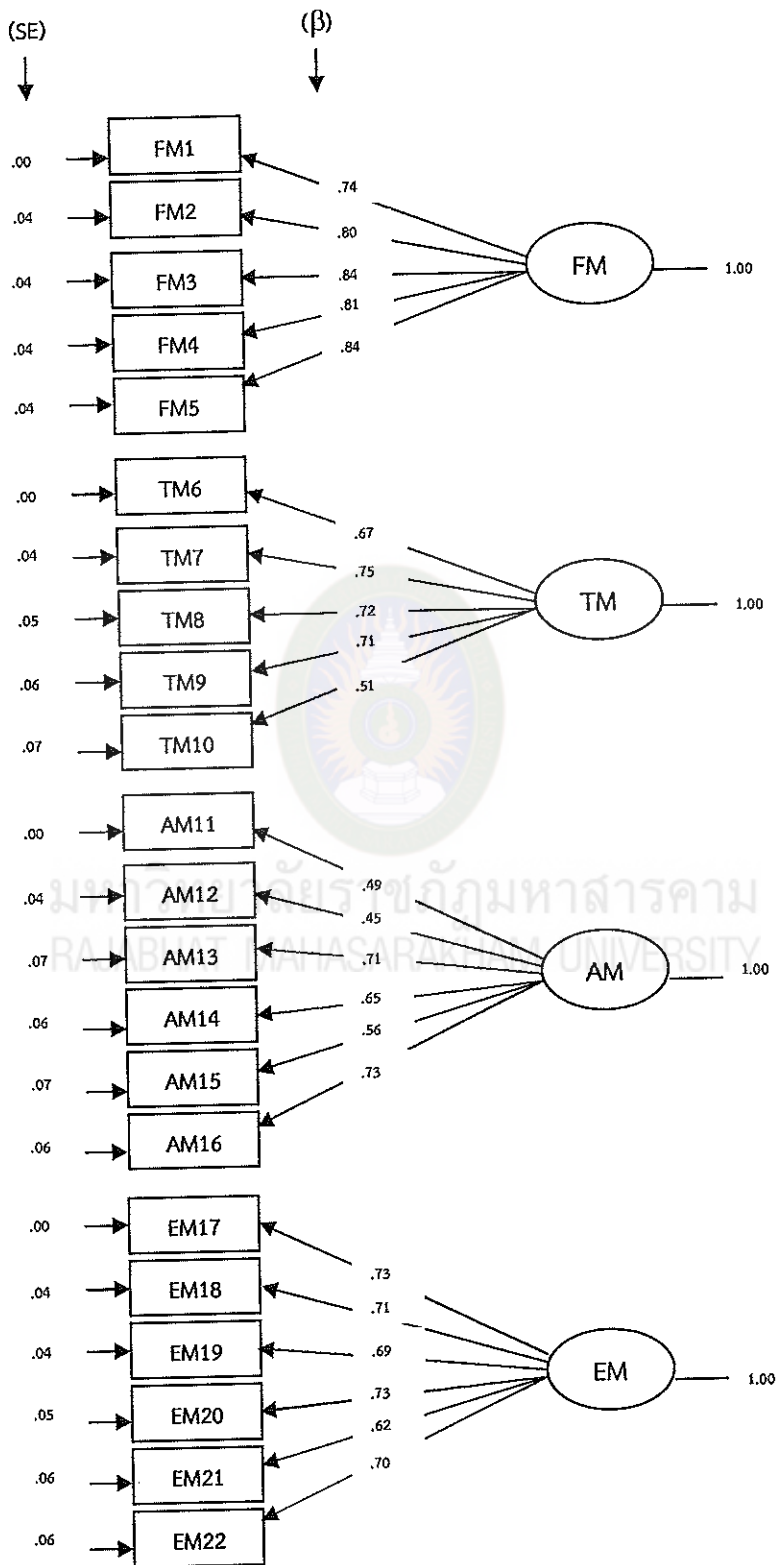 (SE)
(β)
.00 FM1 .74
.04 FM2 .80
FM 1.00
.04 FM3 .84
.04 FM4 .81
.04 FM5 .84
.00 TM6 .67
.04 TM7 .75
TM 1.00
.05 TM8 .72
.06 TM9 .71
.07 TM10 .51
.00 AM11 .49
.04 AM12 .45
มหาวิทยาลัยราชภัฏมหาสารคาม
RAJABHAT MAHASARAKHAM UNIVERSITY
.07 AM13 .71
AM 1.00
.06 AM14 .65
.07 AM15 .56
.06 AM16 .73
.00 EM17 .73
.04 EM18 .71
.04 EM19 .69
EM 1.00
.05 EM20 .73
.06 EM21 .62
.06 EM22 .70